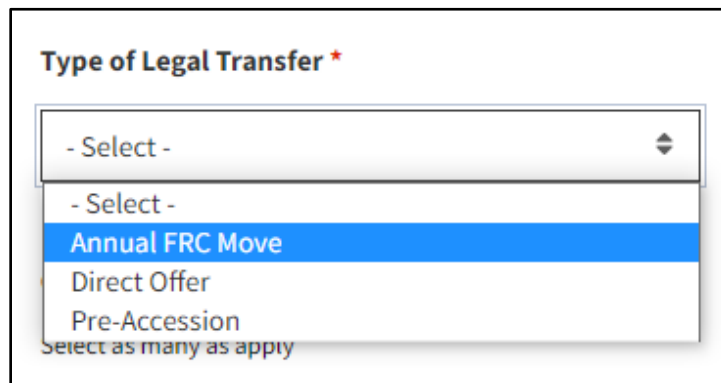 Type of Legal Transfer *
- Select -
- Select -
Annual FRC Move
Direct Offer
Pre-Accession
Select as many as apply